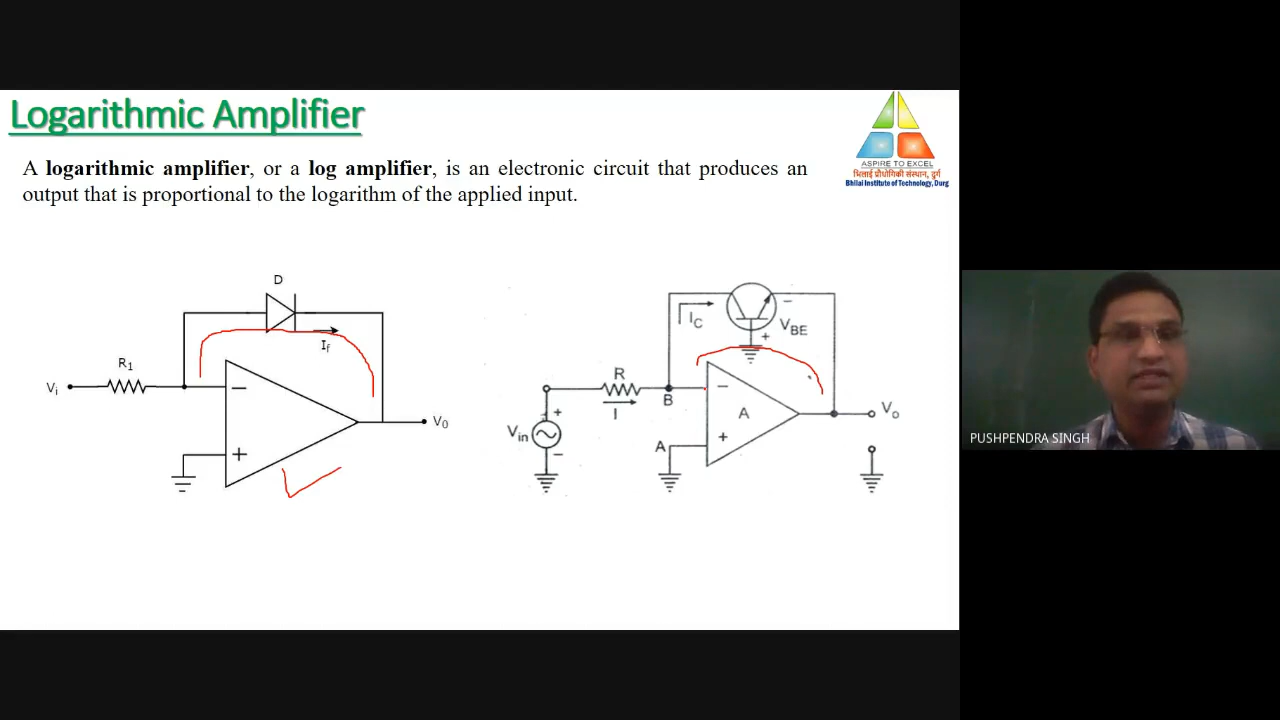 Logarithmic Amplifier
A logarithmic amplifier, or a log amplifier, is an electronic circuit that produces an
output that is proportional to the logarithm of the applied input.
ASPIRE TO EXCEL
भिलाई प्रौद्योगिकी संस्थान, दुर्ग
Bhilai Institute of Technology, Durg
D
If
R1
Vi
−
+
V0
IC
−
VBE
+
R
I
B
−
A
+
Vin
+
−
A
Vo
PUSHPENDRA SINGH